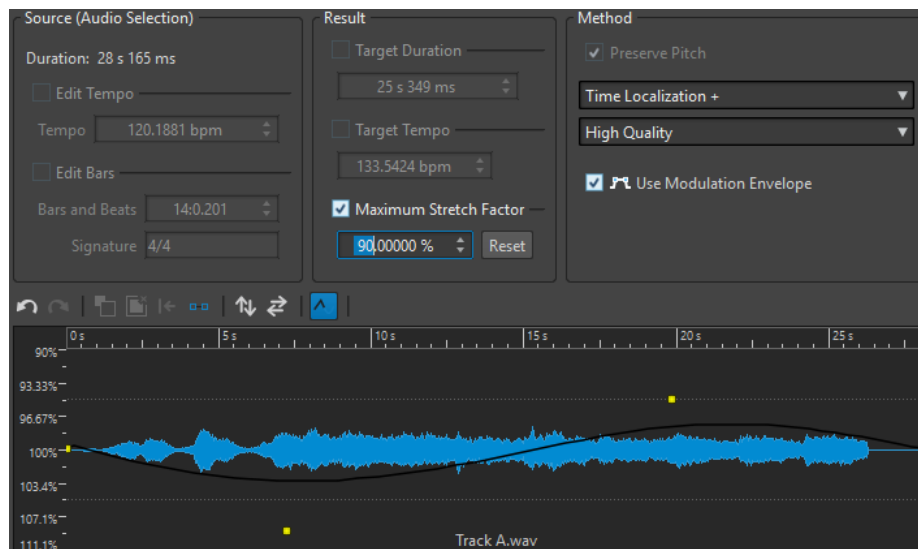 Source (Audio Selection)
Duration: 28 s 165 ms
Edit Tempo
Tempo 120.1881 bpm
Edit Bars
Bars and Beats 14:0.201
Signature 4/4
Result
Target Duration
25 s 349 ms
Target Tempo
133.5424 bpm
Maximum Stretch Factor
90.00000 % Reset
Method
Preserve Pitch
Time Localization +
High Quality
Use Modulation Envelope
0 s 5 s 10 s 15 s 20 s 25 s
90%
93.33%
96.67%
100%
103.4%
107.1%
111.1%
Track A.wav